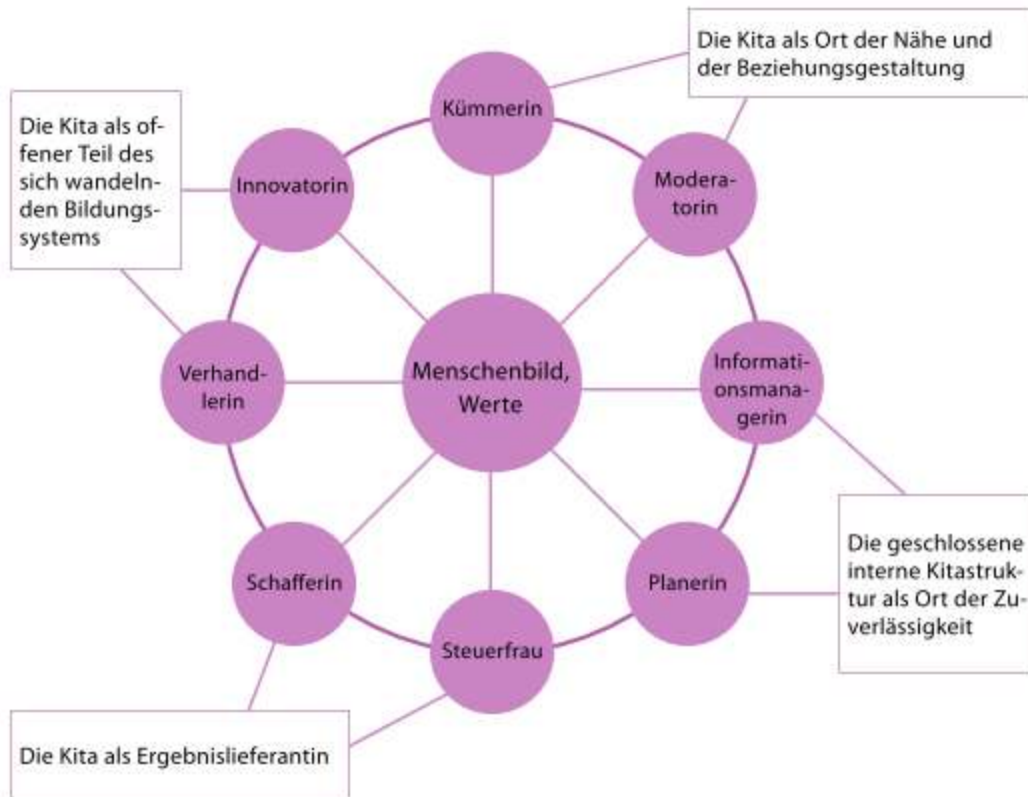 Die Kita als Ort der Nähe und
der Beziehungsgestaltung
Kümmerin
Die Kita als of-
fener Teil des
sich wandeln-
den Bildungs-
systems
Innovatorin
Modera-
torin
Verhand-
lerin
Menschenbild,
Werte
Informati-
onsmana-
gerin
Die geschlossene
interne Kitastruk-
tur als Ort der Zu-
verlässigkeit
Schafferin
Planerin
Steuerfrau
Die Kita als Ergebnislieferantin